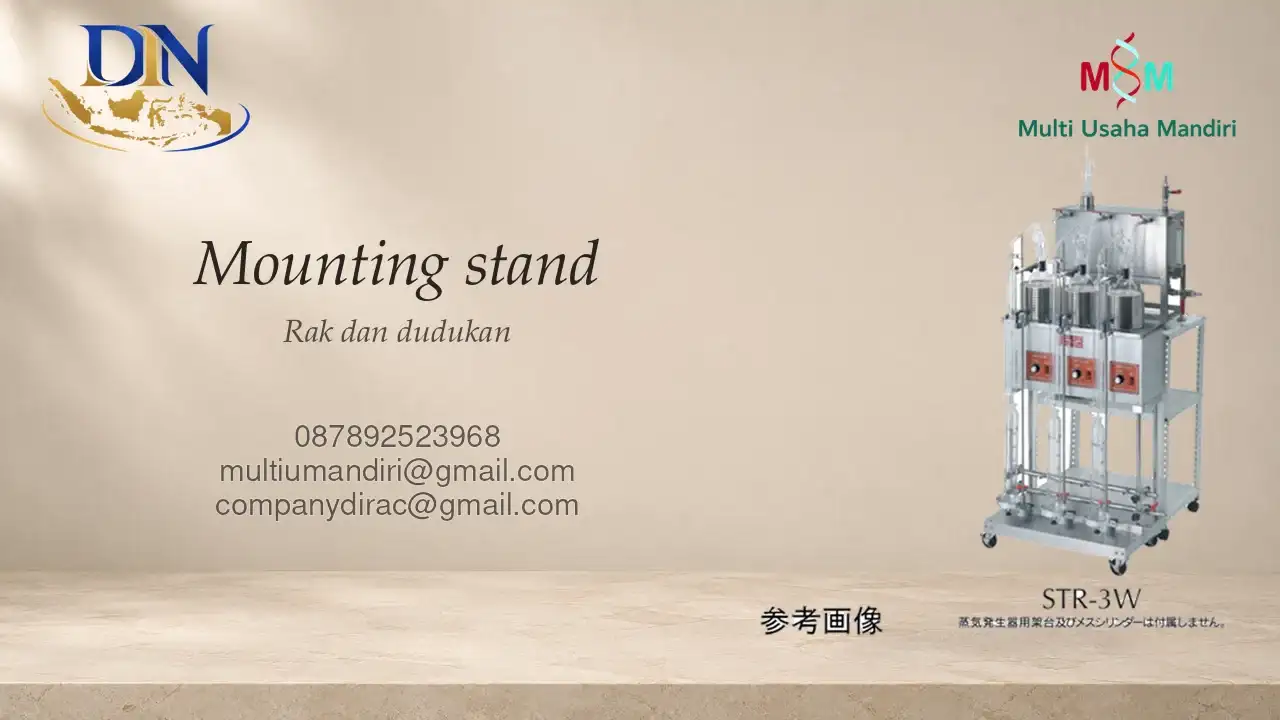 DN
M M
Multi Usaha Mandiri
Mounting stand
Rak dan dudukan
087892523968
multiumandiri@gmail.com
companydirac@gmail.com
STR-3W
参考画像
蒸気発生器用架台及びメスシリンダーは付属しません。